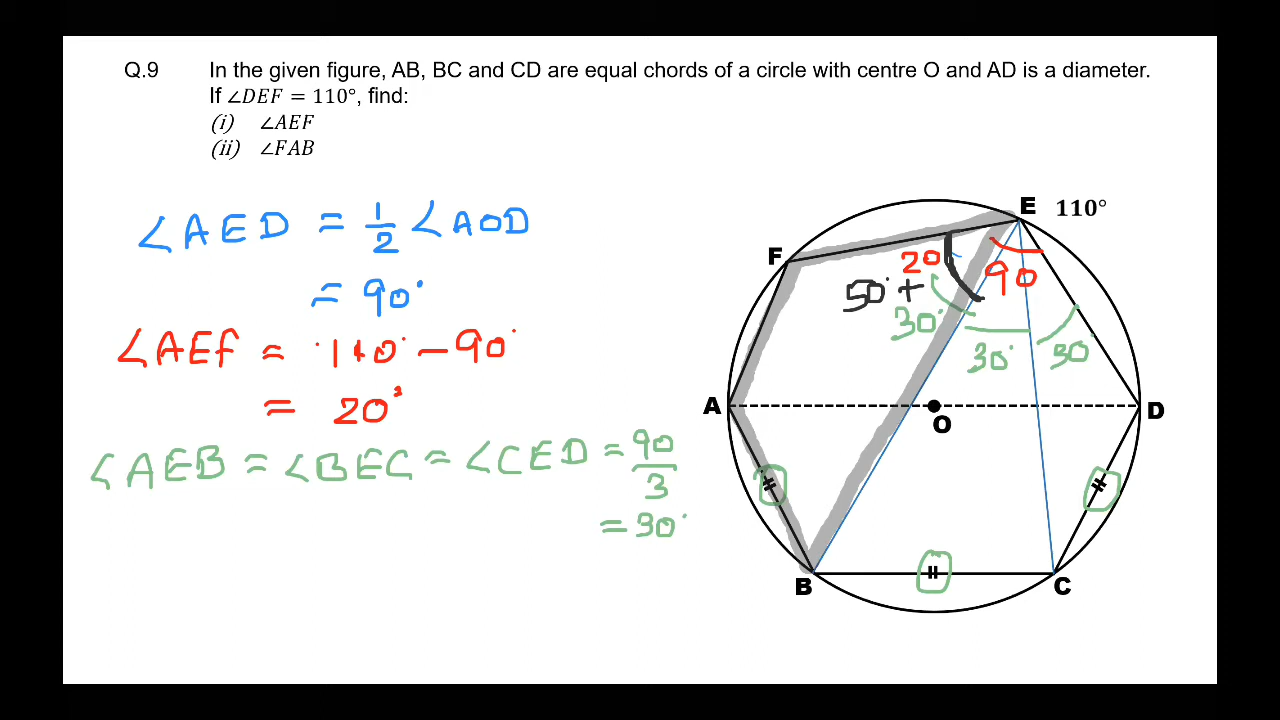 Q.9 In the given figure, AB, BC and CD are equal chords of a circle with centre O and AD is a diameter.
If ∠DEF = 110°, find:
(i) ∠AEF
(ii) ∠FAB
∠AED = 1/2 ∠AOD
= 90°
∠AEF = 110° - 90°
= 20°
∠AEB = ∠BEC = ∠CED = 90/3
= 30°
E 110°
F
20 90
50° +
30° 30° 30
A D
O
B C